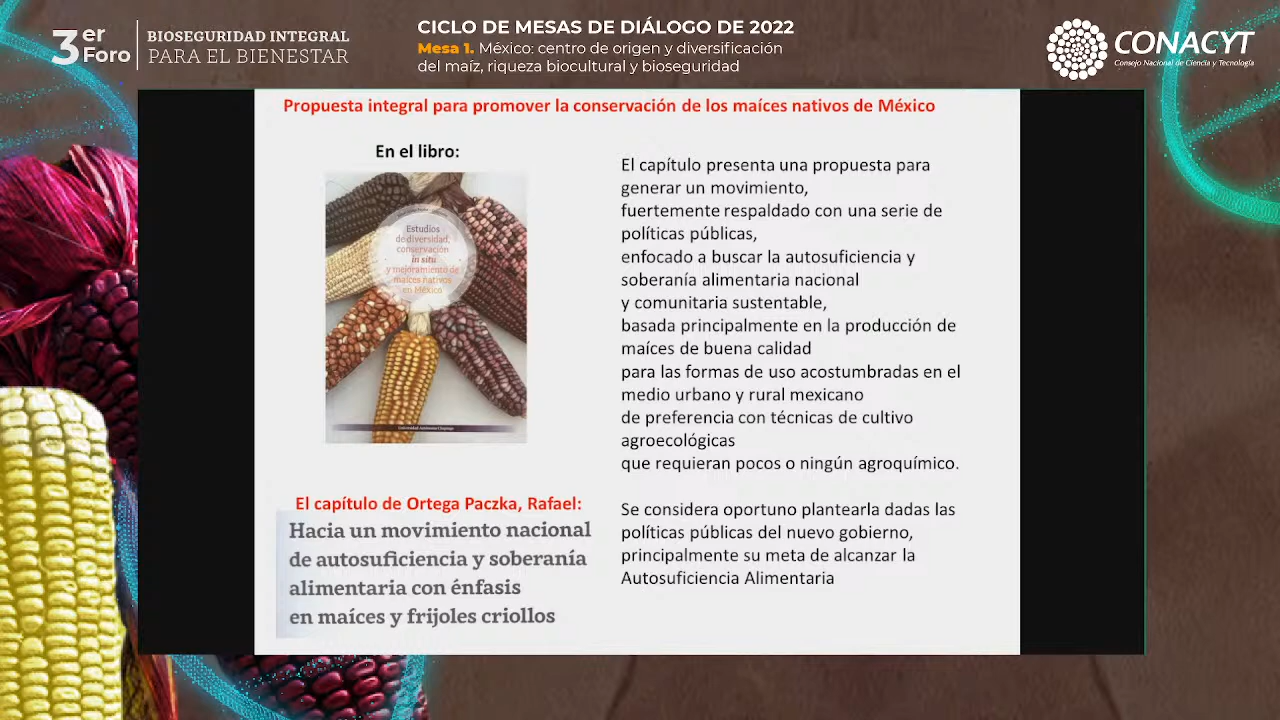 3er Foro
BIOSEGURIDAD INTEGRAL
PARA EL BIENESTAR
CICLO DE MESAS DE DIÁLOGO DE 2022
Mesa 1. México: centro de origen y diversificación
del maíz, riqueza biocultural y bioseguridad
CONACYT
Consejo Nacional de Ciencia y Tecnología
Propuesta integral para promover la conservación de los maíces nativos de México
En el libro:
Estudios
de diversidad,
conservación
in situ
y mejoramiento de
maíces nativos
en México
El capítulo de Ortega Paczka, Rafael:
Hacia un movimiento nacional
de autosuficiencia y soberanía
alimentaria con énfasis
en maíces y frijoles criollos
El capítulo presenta una propuesta para
generar un movimiento,
fuertemente respaldado con una serie de
políticas públicas,
enfocado a buscar la autosuficiencia y
soberanía alimentaria nacional
y comunitaria sustentable,
basada principalmente en la producción de
maíces de buena calidad
para las formas de uso acostumbradas en el
medio urbano y rural mexicano
de preferencia con técnicas de cultivo
agroecológicas
que requieran pocos o ningún agroquímico.
Se considera oportuno plantearla dadas las
políticas públicas del nuevo gobierno,
principalmente su meta de alcanzar la
Autosuficiencia Alimentaria